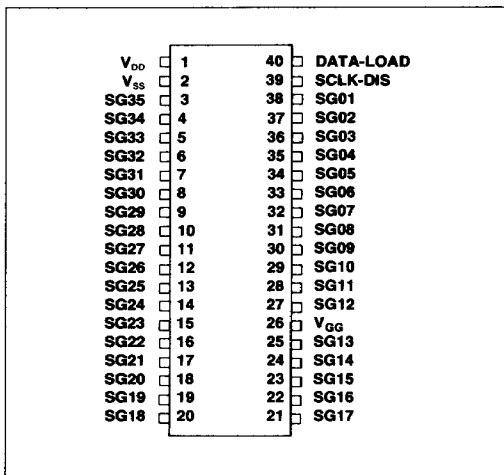 V_DD 1 40 DATA-LOAD
V_SS 2 39 SCLK-DIS
SG35 3 38 SG01
SG34 4 37 SG02
SG33 5 36 SG03
SG32 6 35 SG04
SG31 7 34 SG05
SG30 8 33 SG06
SG29 9 32 SG07
SG28 10 31 SG08
SG27 11 30 SG09
SG26 12 29 SG10
SG25 13 28 SG11
SG24 14 27 SG12
SG23 15 26 V_GG
SG22 16 25 SG13
SG21 17 24 SG14
SG20 18 23 SG15
SG19 19 22 SG16
SG18 20 21 SG17